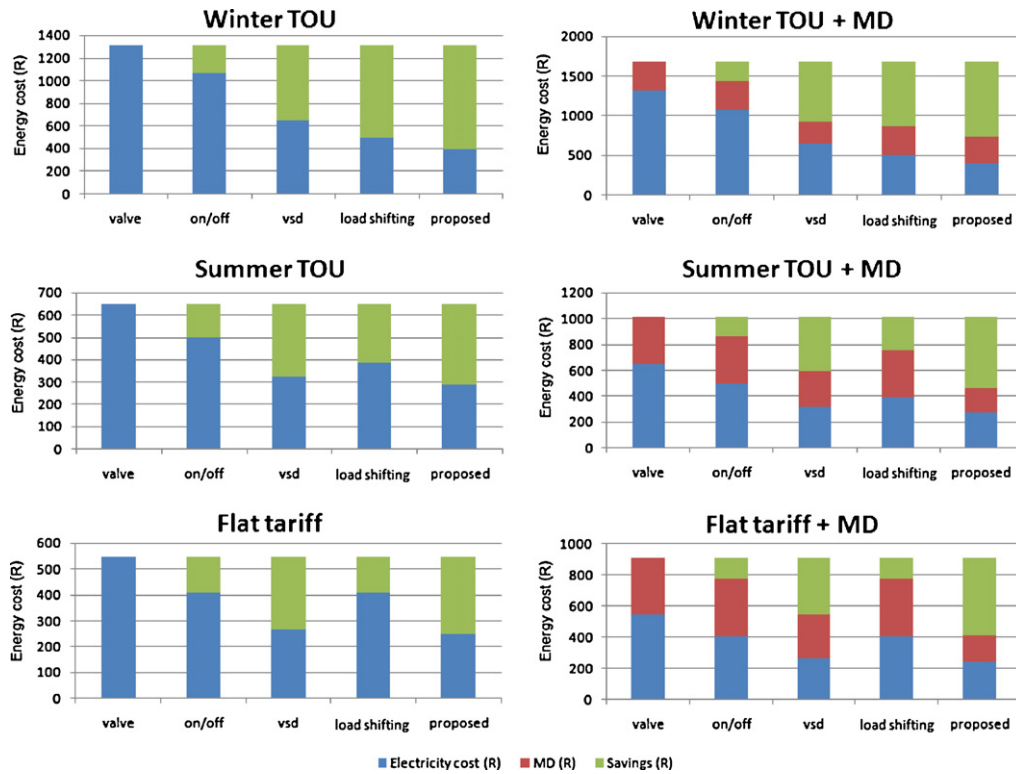 Winter TOU
Energy cost (R)
1400
1200
1000
800
600
400
200
0
valve on/off vsd load shifting proposed
Winter TOU + MD
Energy cost (R)
2000
1500
1000
500
0
valve on/off vsd load shifting proposed
Summer TOU
Energy cost (R)
700
600
500
400
300
200
100
0
valve on/off vsd load shifting proposed
Summer TOU + MD
Energy cost (R)
1200
1000
800
600
400
200
0
valve on/off vsd load shifting proposed
Flat tariff
Energy cost (R)
600
500
400
300
200
100
0
valve on/off vsd load shifting proposed
Flat tariff + MD
Energy cost (R)
1000
800
600
400
200
0
valve on/off vsd load shifting proposed
Electricity cost (R) MD (R) Savings (R)